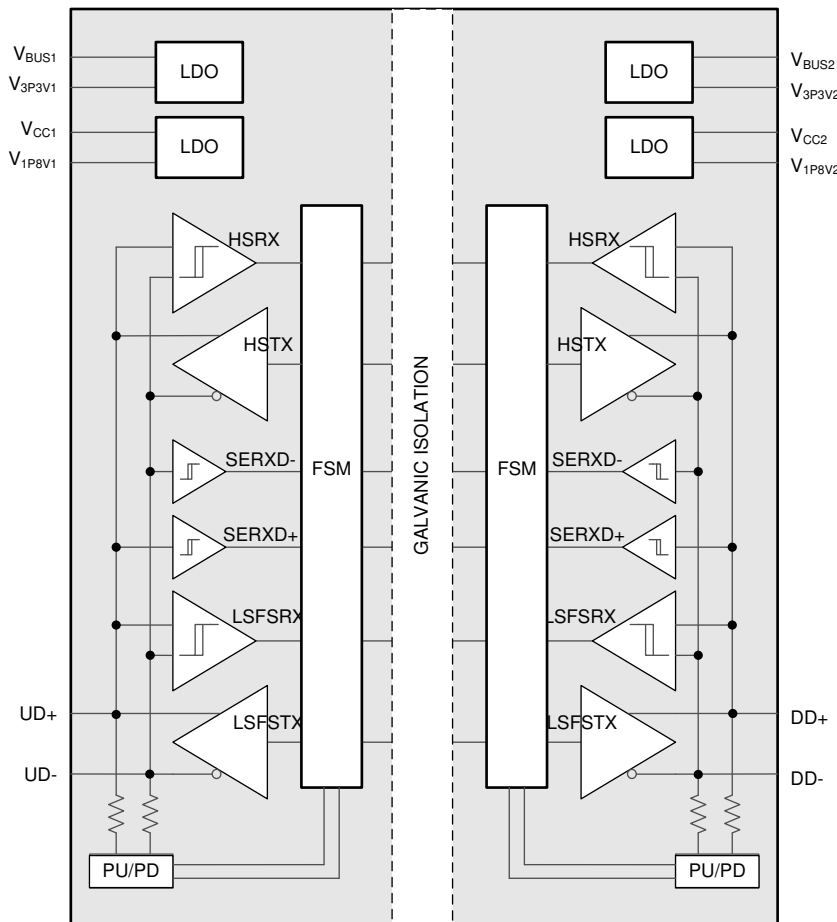 VBUS1
V3P3V1
VCC1
V1P8V1
LDO
LDO
LDO
LDO
VBUS2
V3P3V2
VCC2
V1P8V2
HSRX
HSRX
HSTX
HSTX
SERXD-
FSM
GALVANIC ISOLATION
FSM
SERXD-
SERXD+
SERXD+
LSFSRX
LSFSRX
UD+
LSFSTX
LSFSTX
DD+
UD-
DD-
PU/PD
PU/PD